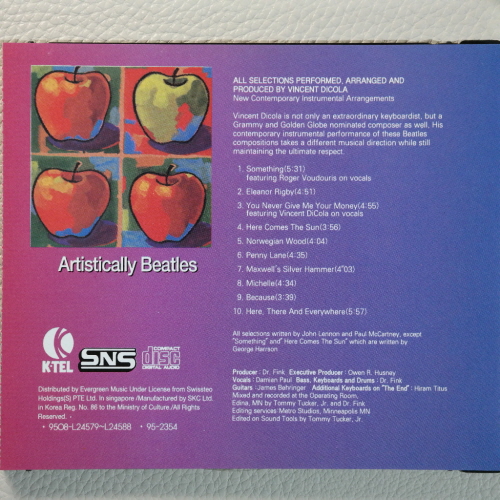 ALL SELECTIONS PERFORMED, ARRANGED AND
PRODUCED BY VINCENT DICOLA
New Contemporary Instrumental Arrangements
Vincent Dicola is not only an extraordinary keyboardist, but a
Grammy and Golden Globe nominated composer as well. His
contemporary instrumental performance of these Beatles
compositions takes a different musical direction while still
maintaining the ultimate respect.
1. Something(5:31)
featuring Roger Voudouris on vocals
2. Eleanor Rigby(4:51)
3. You Never Give Me Your Money(4:55)
featuring Vincent DiCola on vocals
4. Here Comes The Sun(3:56)
5. Norwegian Wood(4:04)
6. Penny Lane(4:35)
7. Maxwell's Silver Hammer(4"03)
8. Michelle(4:34)
9. Because(3:39)
10. Here, There And Everywhere(5:57)
All selections written by John Lennon and Paul McCartney, except
"Something" and" Here Comes The Sun" which are written by
George Harrison
Producer : Dr. Fink Executive Producer : Owen R. Husney
Vocals : Damian Paul Bass, Keyboards and Drums : Dr. Fink
Guitars : James Behringer Additional Keyboards on "The End" : Hiram Titus
Mixed and recorded at the Operating Room.
Edina, MN by Tommy Tucker, Jr. and Dr. Fink
Editing services Metro Studios, Minneapolis MN
Edited on Sound Tools by Tommy Tucker, Jr.
Artistically Beatles
K-TEL
SNS
COMPACT
disc
DIGITAL AUDIO
Distributed by Evergreen Music Under License from Swissteo
Holdings(S) PTE Ltd. In singapore /Manufactured by SKC Ltd.
in Korea Reg. No. 86 to the Ministry of Culture /All Rights
Reserved. •
• 95O8-L24579~L24588 • 95-2354